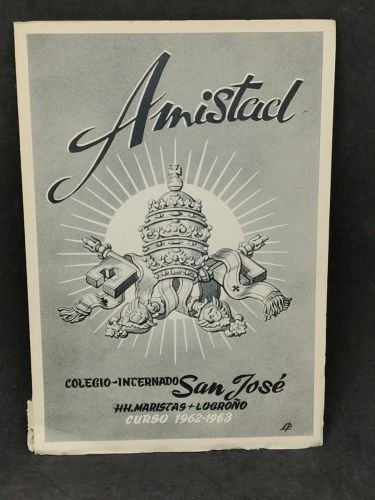 Amistad
COLEGIO-INTERNADO San José
HH. MARISTAS + LOGROÑO
CURSO 1962-1963